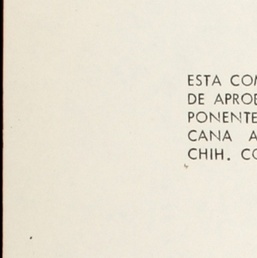 ESTA COM
DE APROB
PONENTE
CANA A
CHIH. CO